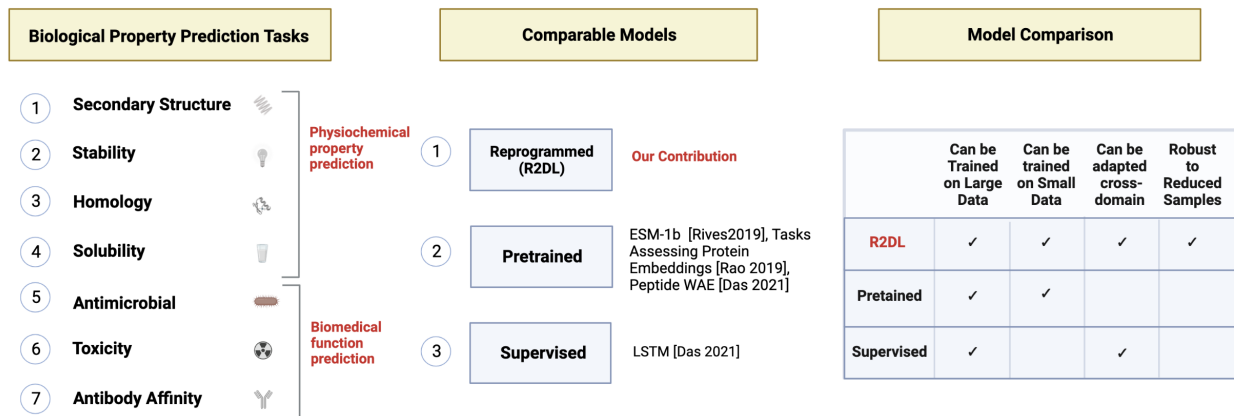 Biological Property Prediction Tasks
1
Secondary Structure
2
Stability
3
Homology
4
Solubility
5
Antimicrobial
6
Toxicity
7
Antibody Affinity
Physiochemical
property
prediction
Biomedical
function
prediction
Comparable Models
1
Reprogrammed
(R2DL)
Our Contribution
2
Pretrained
ESM-1b [Rives2019], Tasks
Assessing Protein
Embeddings [Rao 2019],
Peptide WAE [Das 2021]
3
Supervised
LSTM [Das 2021]
Model Comparison
Can be
Trained
on Large
Data
Can be
trained
on Small
Data
Can be
adapted
cross-
domain
Robust
to
Reduced
Samples
R2DL ✓ ✓ ✓ ✓
Pretained ✓ ✓
Supervised ✓ ✓